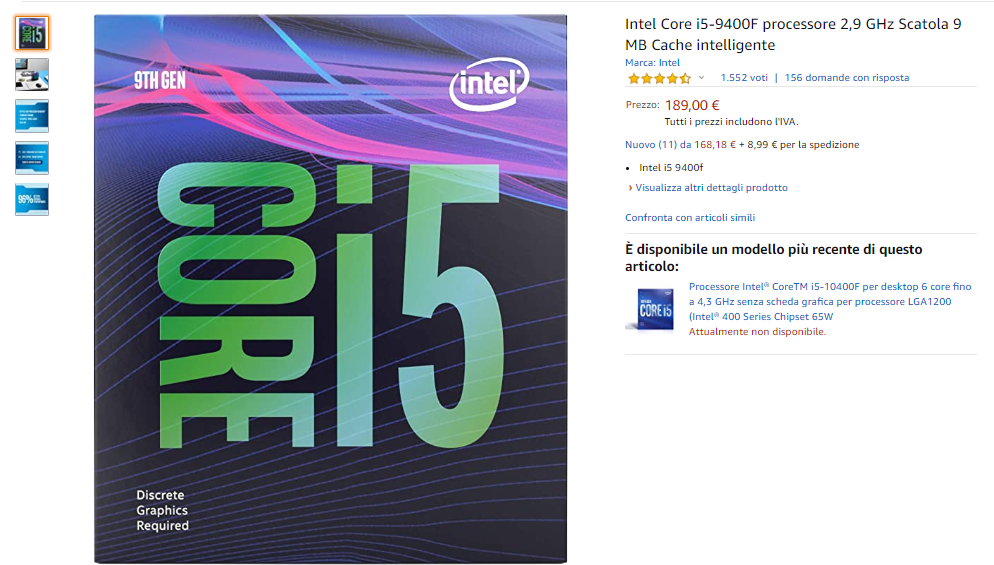 9TH GEN
intel
CORE i5
Discrete
Graphics
Required
Intel Core i5-9400F processore 2,9 GHz Scatola 9
MB Cache intelligente
Marca: Intel
1.552 voti | 156 domande con risposta
Prezzo: 189,00 €
Tutti i prezzi includono l'IVA.
Nuovo (11) da 168,18 € + 8,99 € per la spedizione
• Intel i5 9400f
› Visualizza altri dettagli prodotto
Confronta con articoli simili
È disponibile un modello più recente di questo
articolo:
Processore Intel® CoreTM i5-10400F per desktop 6 core fino
a 4,3 GHz senza scheda grafica per processore LGA1200
(Intel® 400 Series Chipset 65W
Attualmente non disponibile.
CORE i5
CORE i5
96%